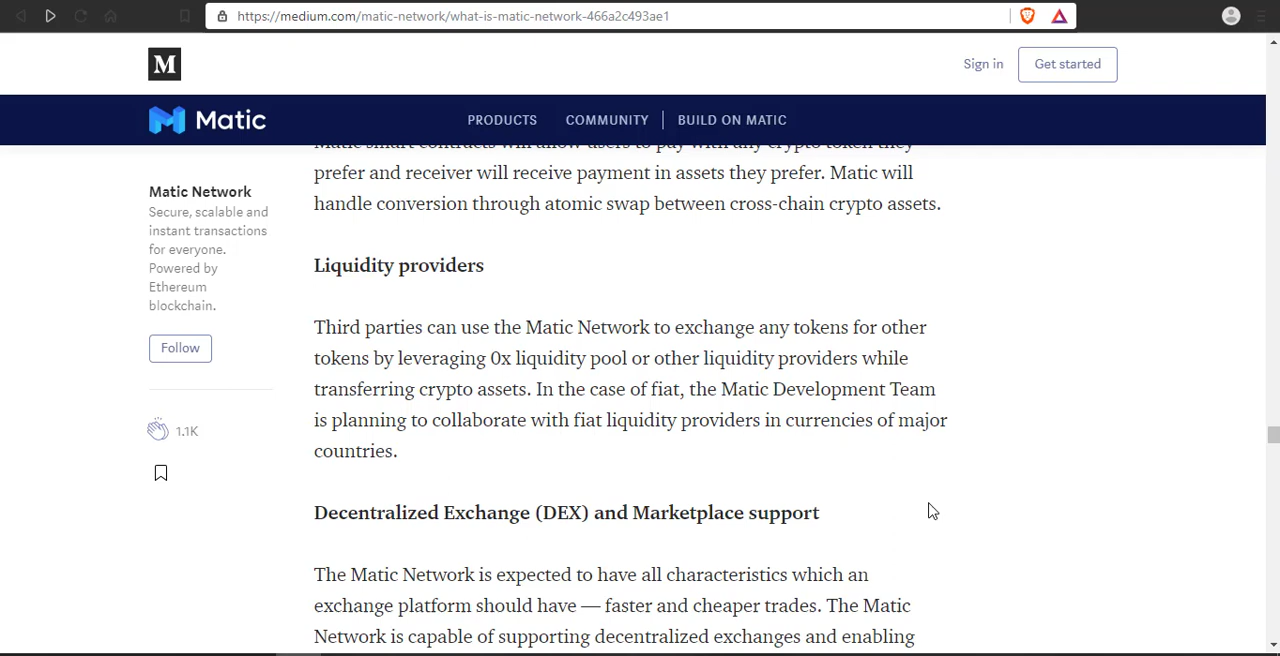 https://medium.com/matic-network/what-is-matic-network-466a2c493ae1
M
Sign in
Get started
Matic
PRODUCTS
COMMUNITY
BUILD ON MATIC
Matic Network
Secure, scalable and
instant transactions
for everyone.
Powered by
Ethereum
blockchain.
Follow
1.1K
Matic smart contracts will allow users to pay with any crypto token they
prefer and receiver will receive payment in assets they prefer. Matic will
handle conversion through atomic swap between cross-chain crypto assets.
Liquidity providers
Third parties can use the Matic Network to exchange any tokens for other
tokens by leveraging 0x liquidity pool or other liquidity providers while
transferring crypto assets. In the case of fiat, the Matic Development Team
is planning to collaborate with fiat liquidity providers in currencies of major
countries.
Decentralized Exchange (DEX) and Marketplace support
The Matic Network is expected to have all characteristics which an
exchange platform should have — faster and cheaper trades. The Matic
Network is capable of supporting decentralized exchanges and enabling